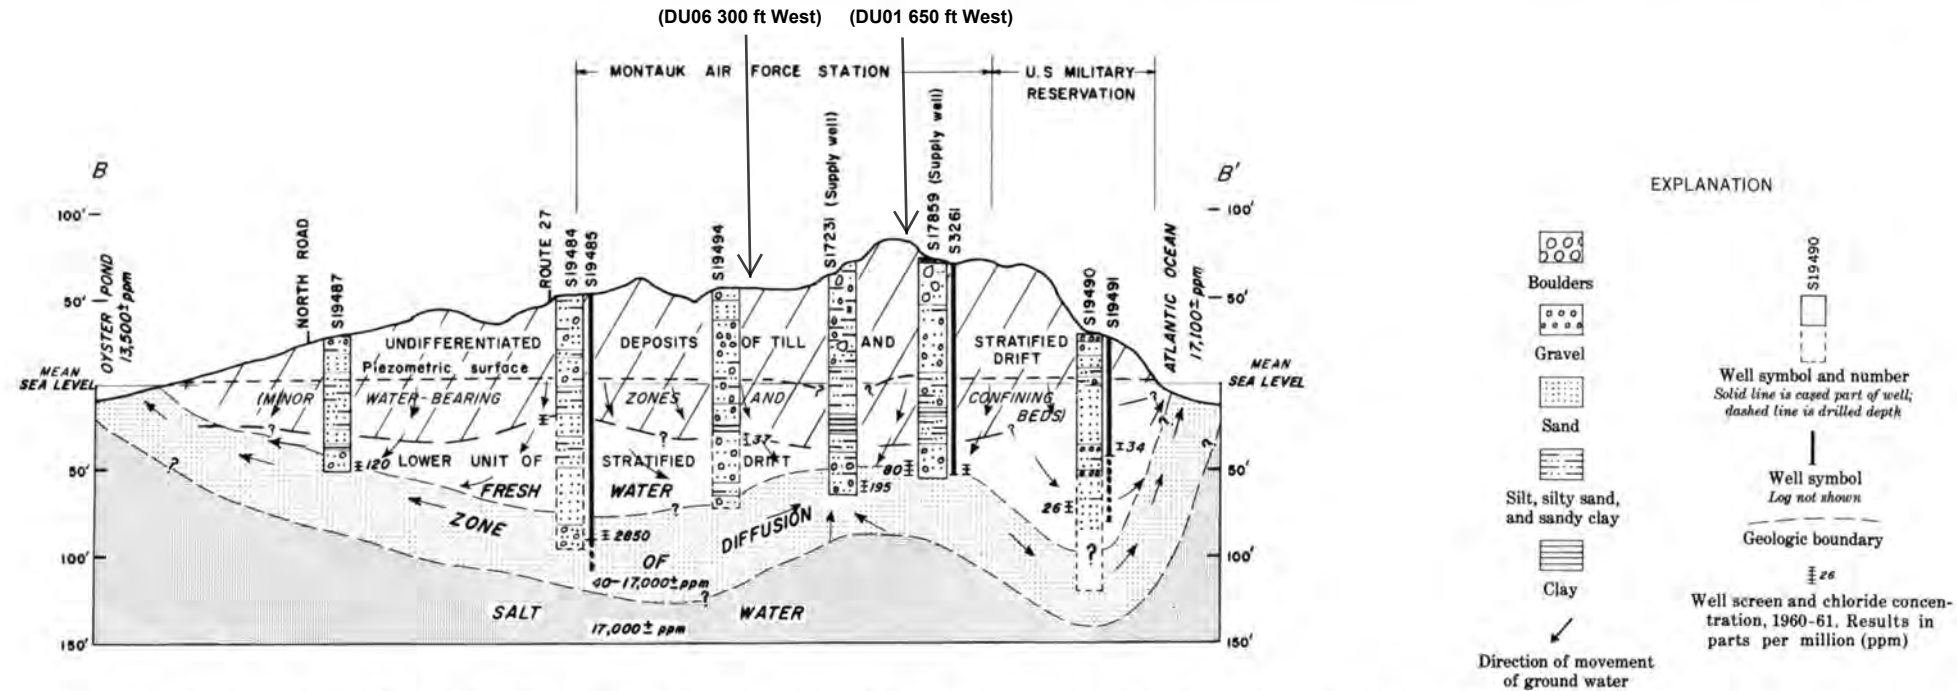 (DU06 300 ft West)
(DU01 650 ft West)
MONTAUK AIR FORCE STATION
U.S MILITARY
RESERVATION
B
B'
100'
50'
MEAN
SEA LEVEL
50'
100'
150'
OYSTER POND
13,500± ppm
NORTH ROAD
S19487
ROUTE 27
S19484
S19485
S19494
S17231 (Supply well)
S17859 (Supply well)
S3261
S19490
S19491
ATLANTIC OCEAN
17,100± ppm
100'
50'
MEAN
SEA LEVEL
50'
100'
150'
UNDIFFERENTIATED DEPOSITS OF TILL AND STRATIFIED
DRIFT
Piezometric surface
? ?
(MINOR WATER-BEARING ZONES AND CONFINING
BEDS)
? ? ? ?
37
34
120
LOWER UNIT OF STRATIFIED DRIFT
80
195
?
?
FRESH WATER
?
26
ZONE OF DIFFUSION
2850
?
40-17,000± ppm
?
SALT WATER
17,000± ppm
EXPLANATION
Boulders
Gravel
Sand
Silt, silty sand,
and sandy clay
Clay
Direction of movement
of ground water
S19490
Well symbol and number
Solid line is cased part of well;
dashed line is drilled depth
Well symbol
Log not shown
Geologic boundary
26
Well screen and chloride concen-
tration, 1960-61. Results in
parts per million (ppm)